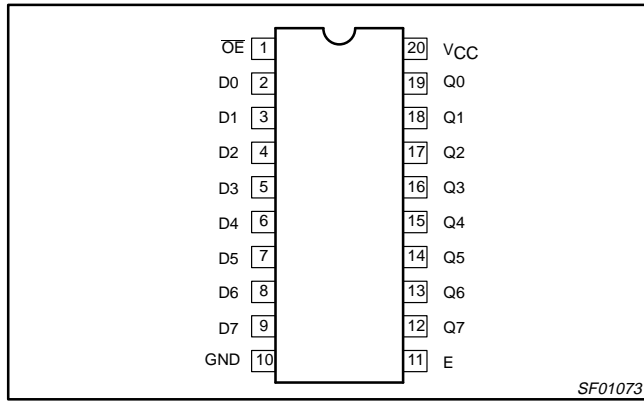 O̅E̅ 1 20 VCC
D0 2 19 Q0
D1 3 18 Q1
D2 4 17 Q2
D3 5 16 Q3
D4 6 15 Q4
D5 7 14 Q5
D6 8 13 Q6
D7 9 12 Q7
GND 10 11 E
SF01073